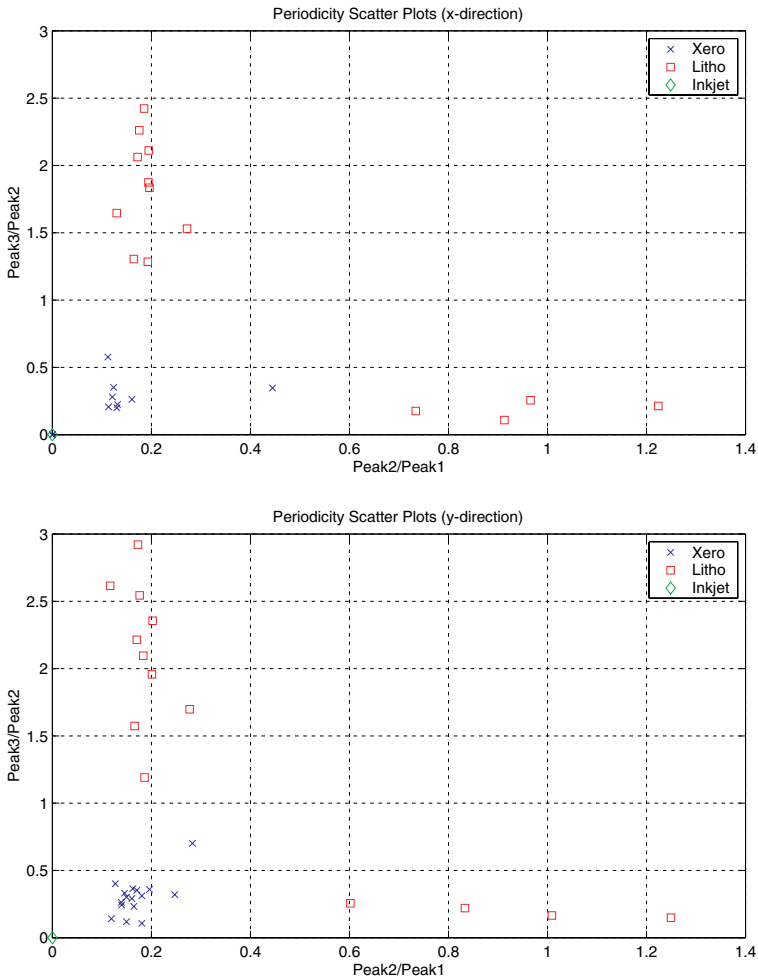 Periodicity Scatter Plots (x-direction)
3
2.5
2
1.5
1
0.5
0
Peak3/Peak2
Xero
Litho
Inkjet
0 0.2 0.4 0.6 0.8 1 1.2 1.4
Peak2/Peak1
Periodicity Scatter Plots (y-direction)
3
2.5
2
1.5
1
0.5
0
Peak3/Peak2
Xero
Litho
Inkjet
0 0.2 0.4 0.6 0.8 1 1.2 1.4
Peak2/Peak1